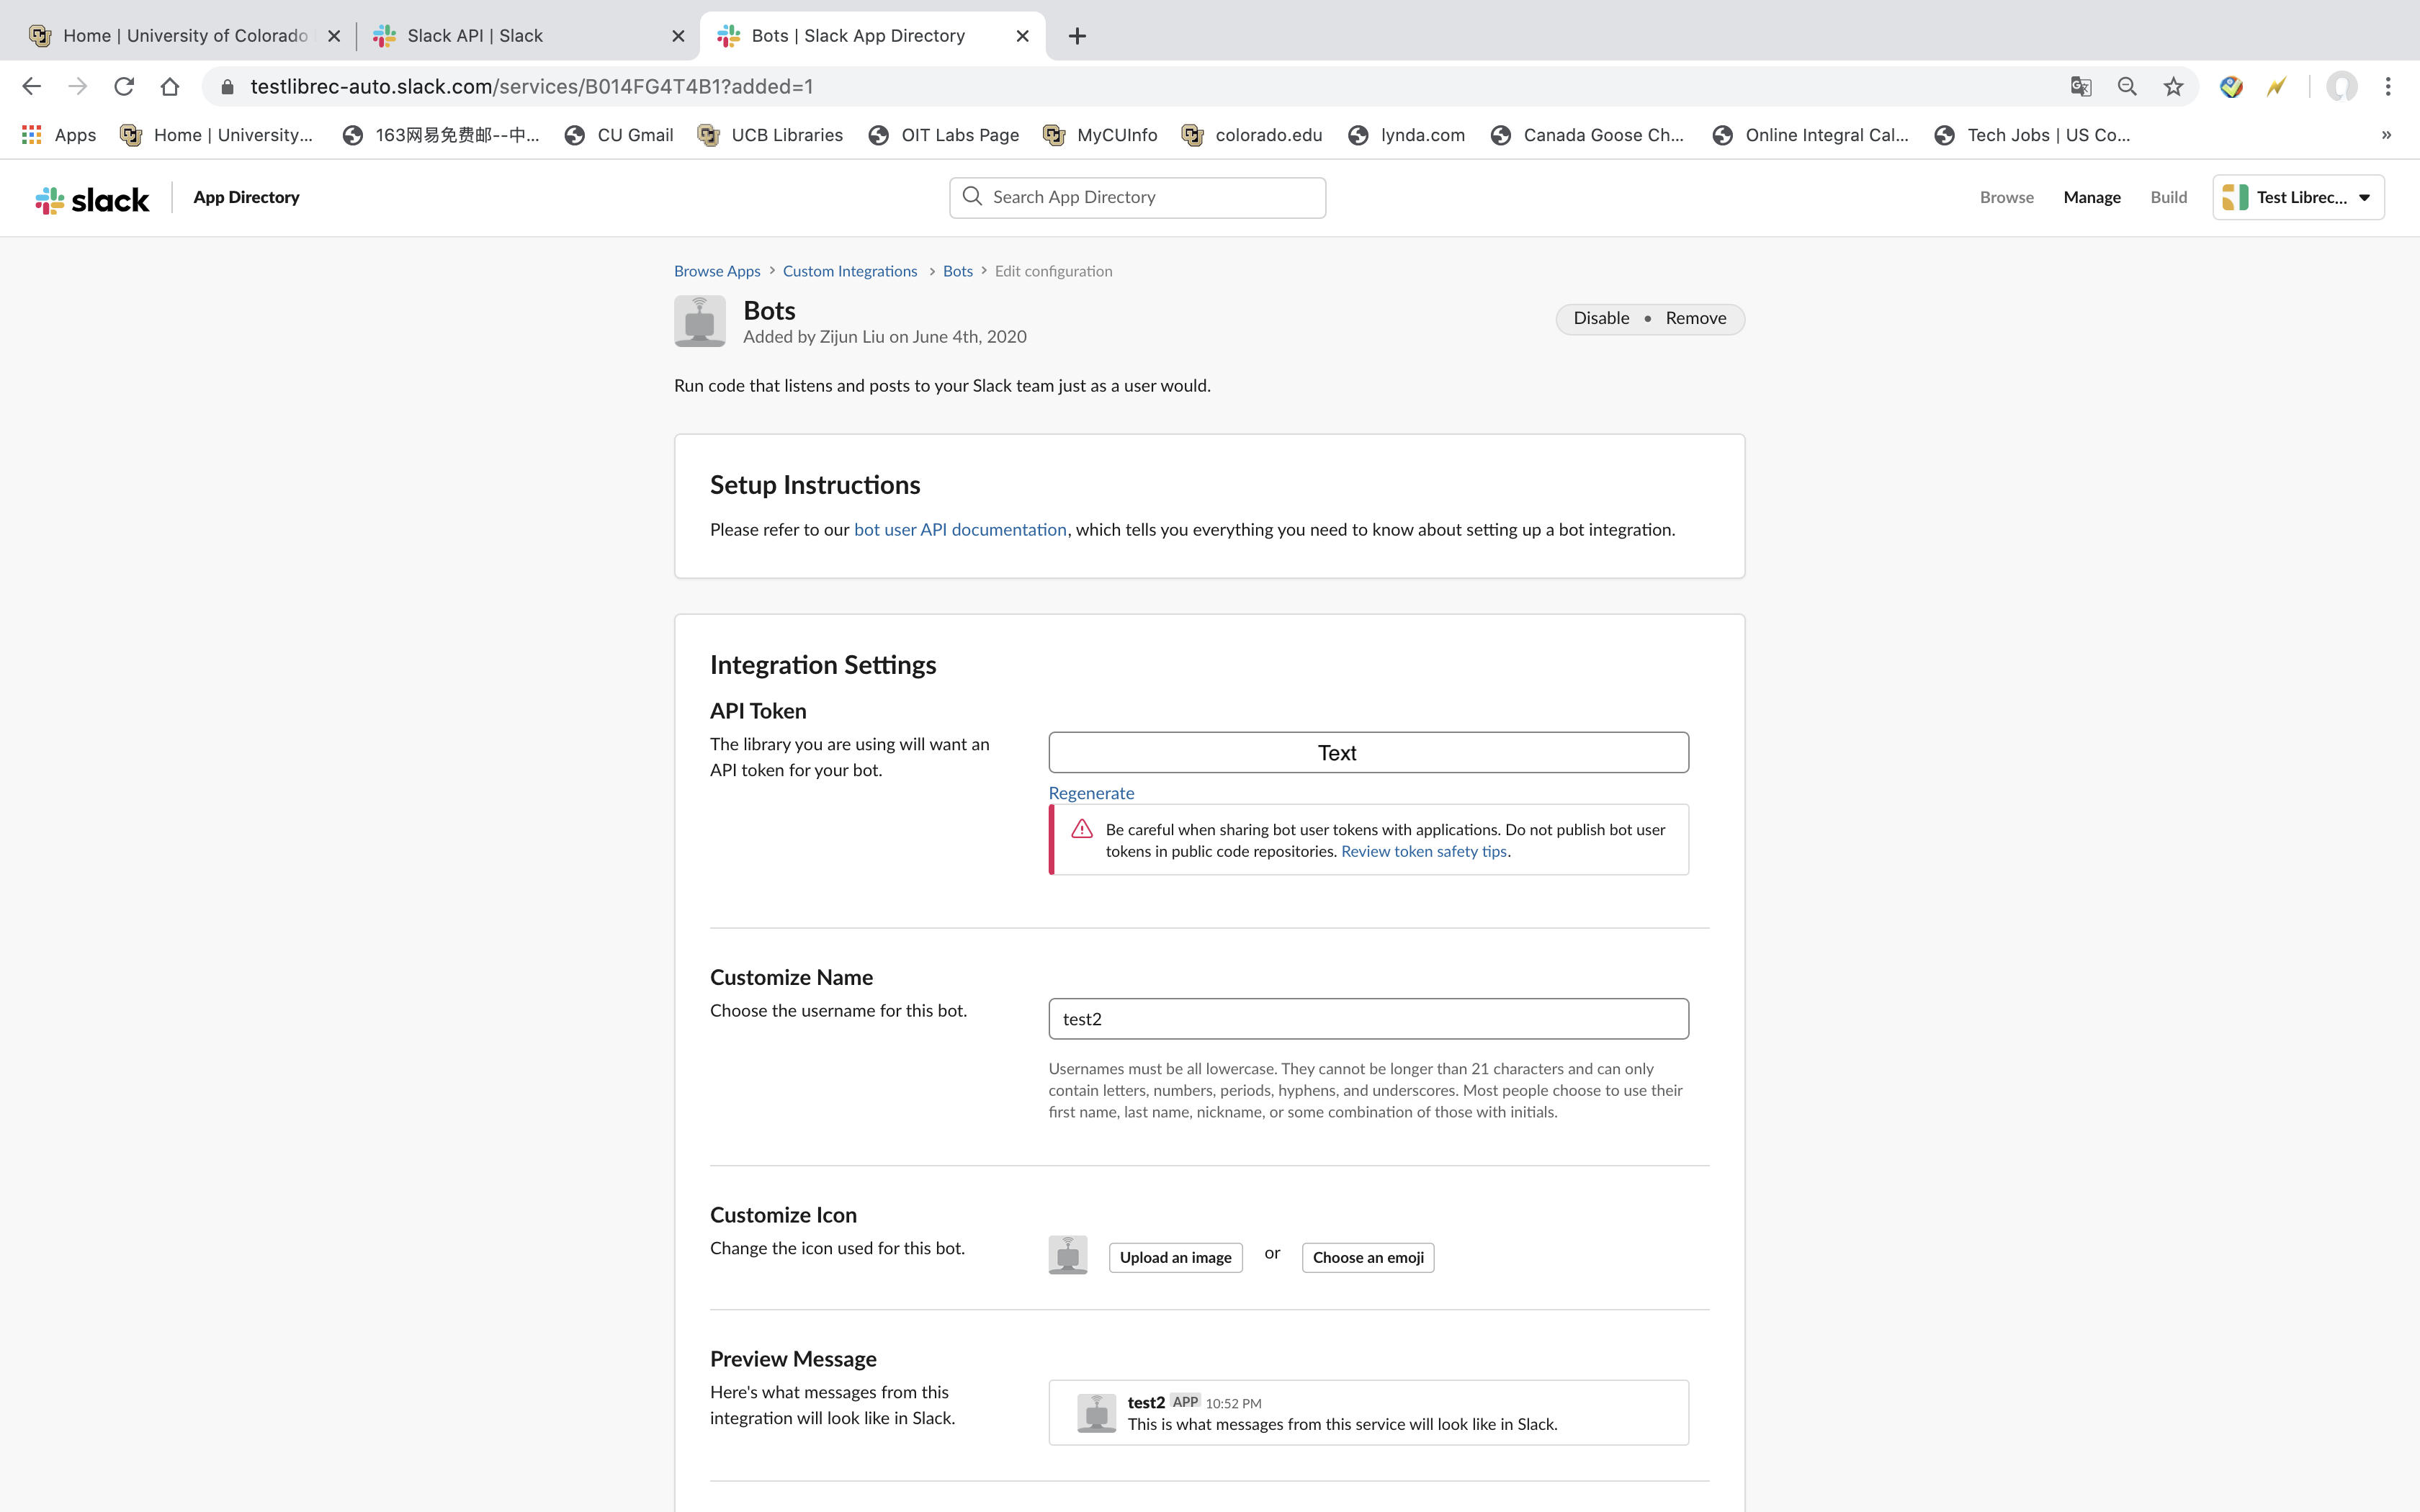 Home | University of Colorado
Slack API | Slack
Bots | Slack App Directory
testlibrec-auto.slack.com/services/B014FG4T4B1?added=1
Apps
Home | University...
163网易免费邮--中...
CU Gmail
UCB Libraries
OIT Labs Page
MyCUInfo
colorado.edu
lynda.com
Canada Goose Ch...
Online Integral Cal...
Tech Jobs | US Co...
»
slack
App Directory
Search App Directory
Browse
Manage
Build
Test Librec...
Browse Apps > Custom Integrations > Bots > Edit configuration
Bots
Added by Zijun Liu on June 4th, 2020
Disable • Remove
Run code that listens and posts to your Slack team just as a user would.
Setup Instructions
Please refer to our bot user API documentation, which tells you everything you need to know about setting up a bot integration.
Integration Settings
API Token
The library you are using will want an
API token for your bot.
Text
Regenerate
Be careful when sharing bot user tokens with applications. Do not publish bot user
tokens in public code repositories. Review token safety tips.
Customize Name
Choose the username for this bot.
test2
Usernames must be all lowercase. They cannot be longer than 21 characters and can only
contain letters, numbers, periods, hyphens, and underscores. Most people choose to use their
first name, last name, nickname, or some combination of those with initials.
Customize Icon
Change the icon used for this bot.
Upload an image
or
Choose an emoji
Preview Message
Here's what messages from this
integration will look like in Slack.
test2 APP 10:52 PM
This is what messages from this service will look like in Slack.